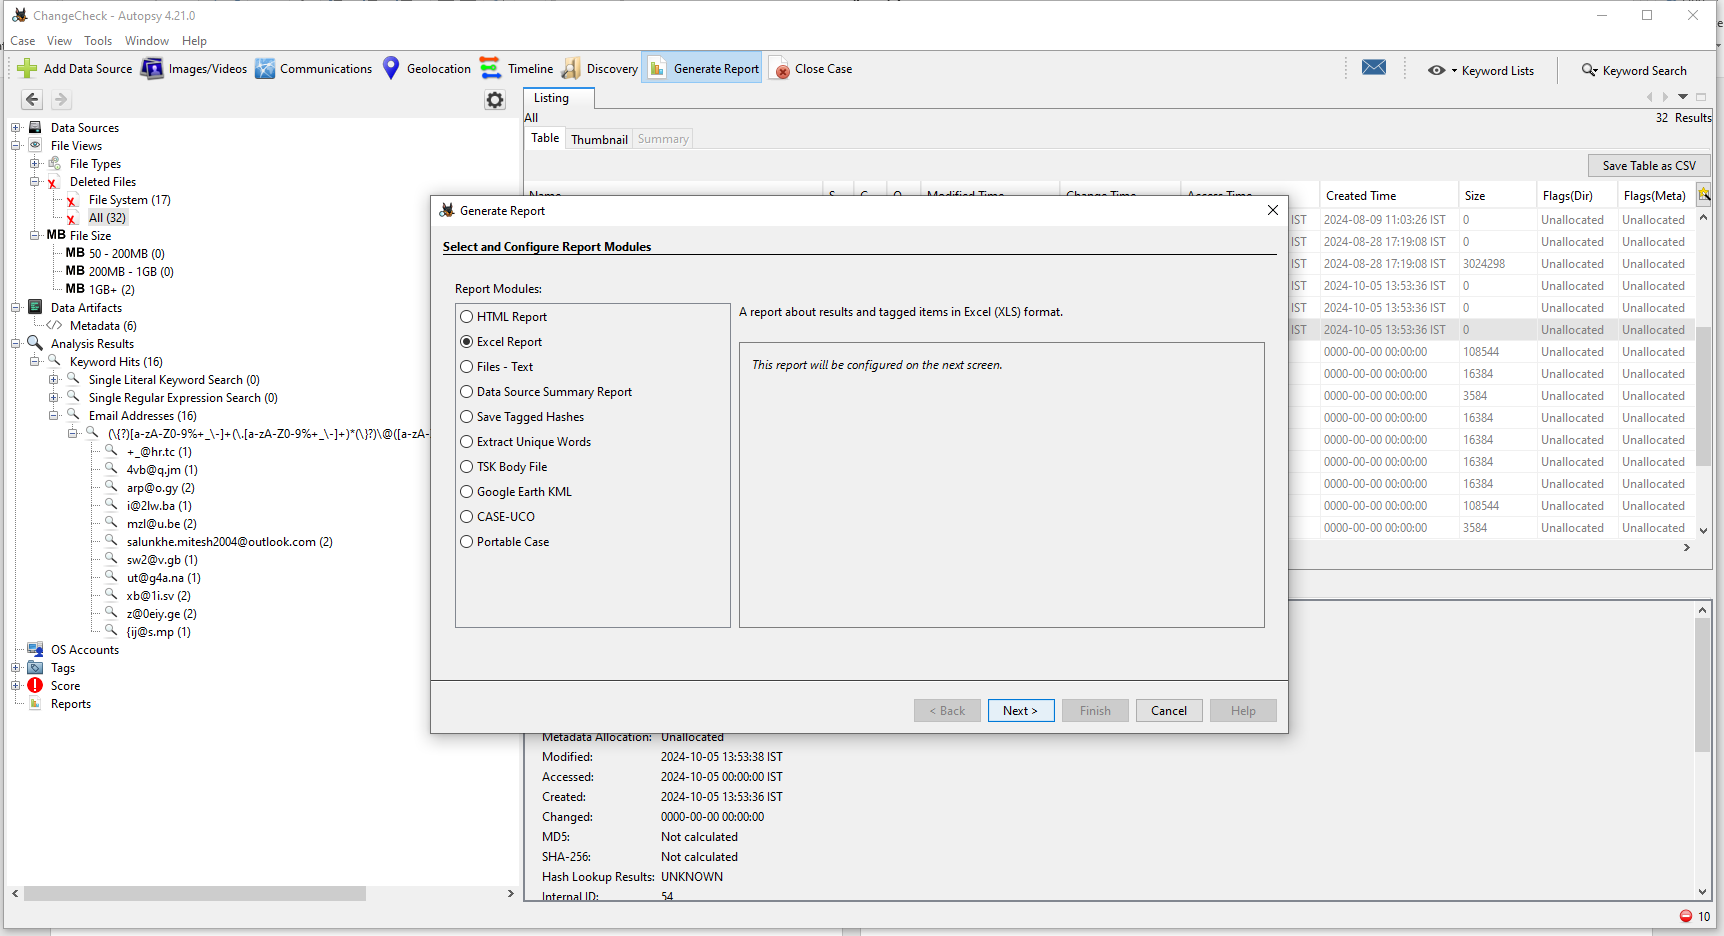 ChangeCheck - Autopsy 4.21.0
Case View Tools Window Help
Add Data Source Images/Videos Communications Geolocation Timeline Discovery Generate Report Close Case Keyword Lists Keyword Search
Listing
All
32 Results
Table Thumbnail Summary
Save Table as CSV
Data Sources
File Views
File Types
Deleted Files
File System (17)
All (32)
MB File Size
MB 50 - 200MB (0)
MB 200MB - 1GB (0)
MB 1GB+ (2)
Data Artifacts
Metadata (6)
Analysis Results
Keyword Hits (16)
Single Literal Keyword Search (0)
Single Regular Expression Search (0)
Email Addresses (16)
(\{?)[a-zA-Z0-9%+_\-]+(\.[a-zA-Z0-9%+_\-]+)*(\}?)\@([a-zA-
+_@hr.tc (1)
4vb@q.jm (1)
arp@o.gy (2)
i@2lw.ba (1)
mzl@u.be (2)
salunkhe.mitesh2004@outlook.com (2)
sw2@v.gb (1)
ut@g4a.na (1)
xb@1i.sv (2)
z@0eiy.ge (2)
{ij@s.mp (1)
OS Accounts
Tags
Score
Reports
Name S C O Modified Time Change Time Access Time Created Time Size Flags(Dir) Flags(Meta)
IST 2024-08-09 11:03:26 IST 0 Unallocated Unallocated
IST 2024-08-28 17:19:08 IST 0 Unallocated Unallocated
IST 2024-08-28 17:19:08 IST 3024298 Unallocated Unallocated
IST 2024-10-05 13:53:36 IST 0 Unallocated Unallocated
IST 2024-10-05 13:53:36 IST 0 Unallocated Unallocated
IST 2024-10-05 13:53:36 IST 0 Unallocated Unallocated
0000-00-00 00:00:00 108544 Unallocated Unallocated
0000-00-00 00:00:00 16384 Unallocated Unallocated
0000-00-00 00:00:00 3584 Unallocated Unallocated
0000-00-00 00:00:00 16384 Unallocated Unallocated
0000-00-00 00:00:00 16384 Unallocated Unallocated
0000-00-00 00:00:00 16384 Unallocated Unallocated
0000-00-00 00:00:00 16384 Unallocated Unallocated
0000-00-00 00:00:00 108544 Unallocated Unallocated
0000-00-00 00:00:00 3584 Unallocated Unallocated
Generate Report
Select and Configure Report Modules
Report Modules:
HTML Report
Excel Report
Files - Text
Data Source Summary Report
Save Tagged Hashes
Extract Unique Words
TSK Body File
Google Earth KML
CASE-UCO
Portable Case
A report about results and tagged items in Excel (XLS) format.
This report will be configured on the next screen.
< Back Next > Finish Cancel Help
Metadata Allocation: Unallocated
Modified: 2024-10-05 13:53:38 IST
Accessed: 2024-10-05 00:00:00 IST
Created: 2024-10-05 13:53:36 IST
Changed: 0000-00-00 00:00:00
MD5: Not calculated
SHA-256: Not calculated
Hash Lookup Results: UNKNOWN
Internal ID: 54
10